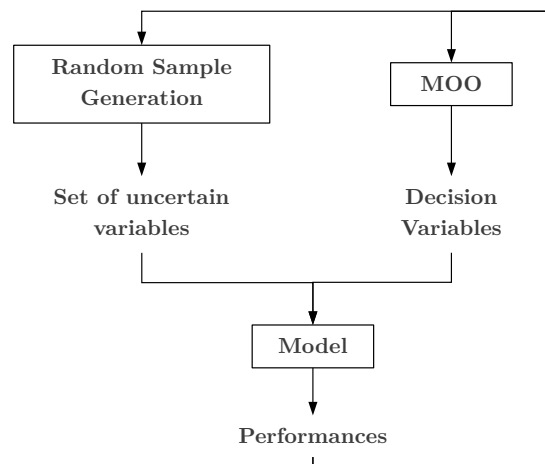 Random Sample
Generation
MOO
Set of uncertain
variables
Decision
Variables
Model
Performances